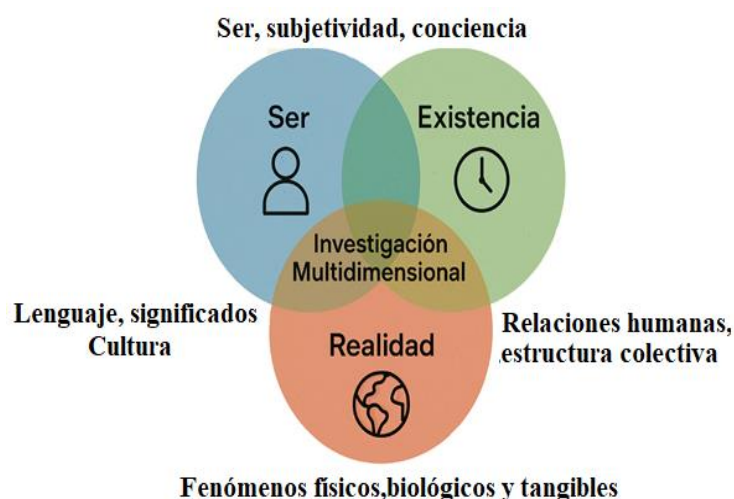 Ser, subjetividad, conciencia
Ser
Existencia
Investigación
Multidimensional
Lenguaje, significados
Cultura
Relaciones humanas,
,estructura colectiva
Realidad
Fenómenos físicos,biológicos y tangibles